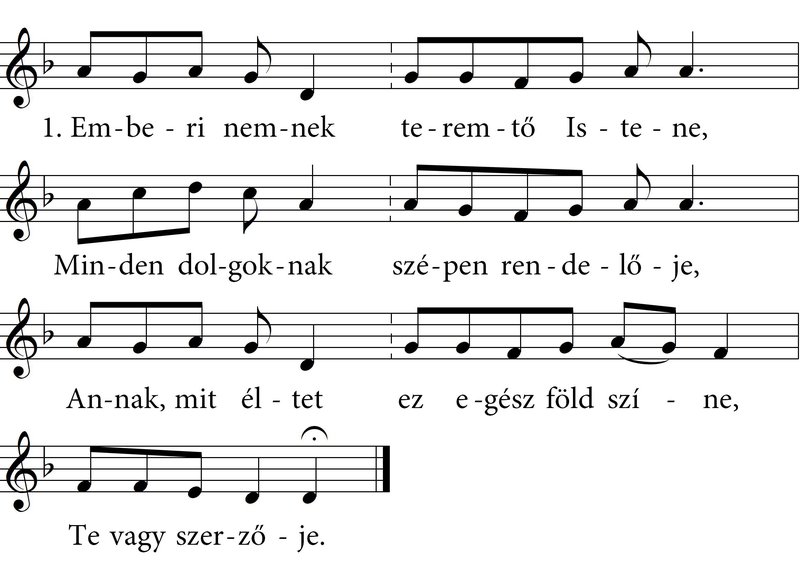 1. Em-be - ri nem-nek te-rem-tő Is - te - ne,
Min-den dol-gok-nak szé-pen ren-de - lő - je,
An-nak, mit él - tet ez e-gész föld szí - ne,
Te vagy szer-ző - je.